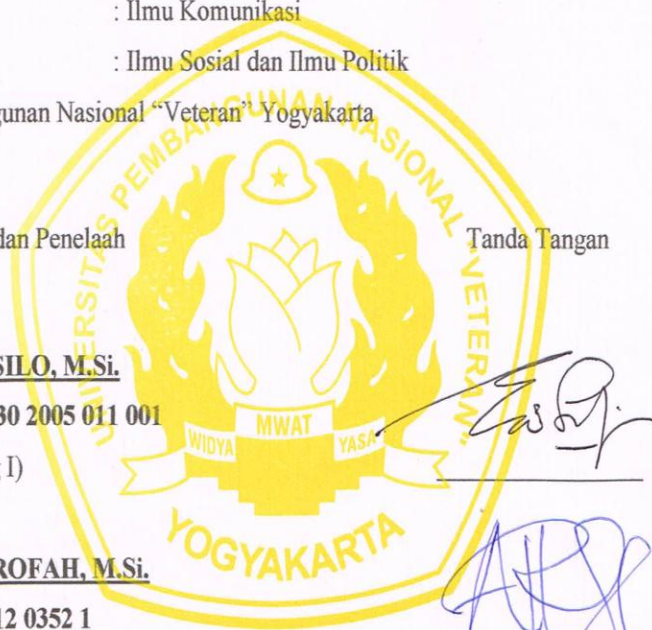 : Ilmu Komunikasi
: Ilmu Sosial dan Ilmu Politik
gunan Nasional “Veteran” Yogyakarta
UNIVERSITAS PEMBANGUNAN NASIONAL "VETERAN"
dan Penelaah Tanda Tangan
SILO, M.Si.
30 2005 011 001
WIDYA MWAT YASA
I)
YOGYAKARTA
ROFAH, M.Si.
12 0352 1